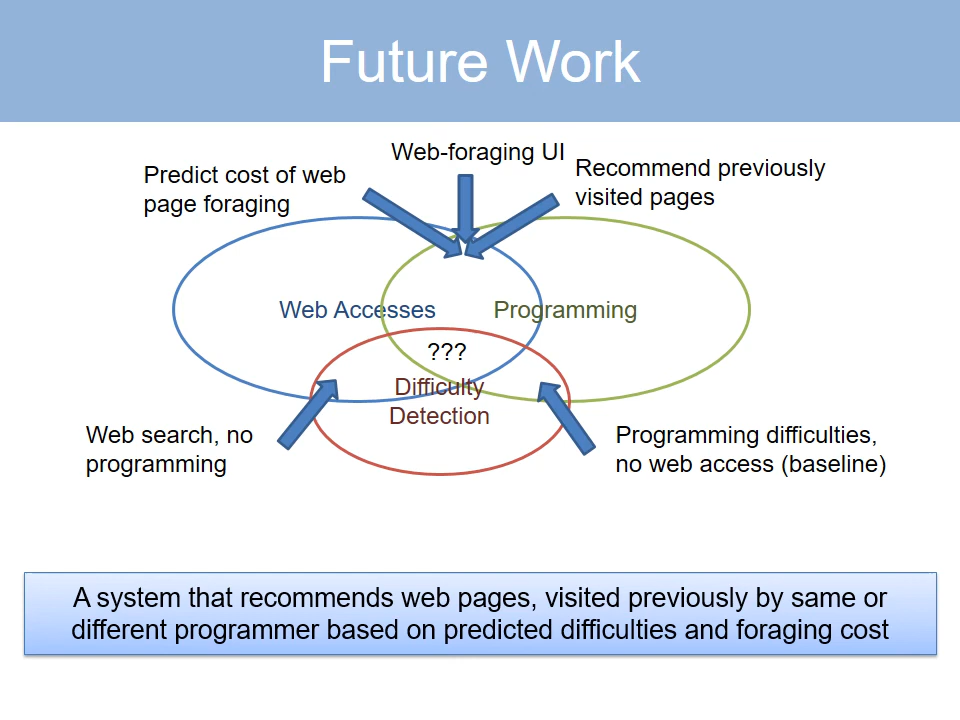 Future Work
Web-foraging UI
Predict cost of web
page foraging
Recommend previously
visited pages
Web Accesses
Programming
???
Difficulty
Detection
Web search, no
programming
Programming difficulties,
no web access (baseline)
A system that recommends web pages, visited previously by same or
different programmer based on predicted difficulties and foraging cost